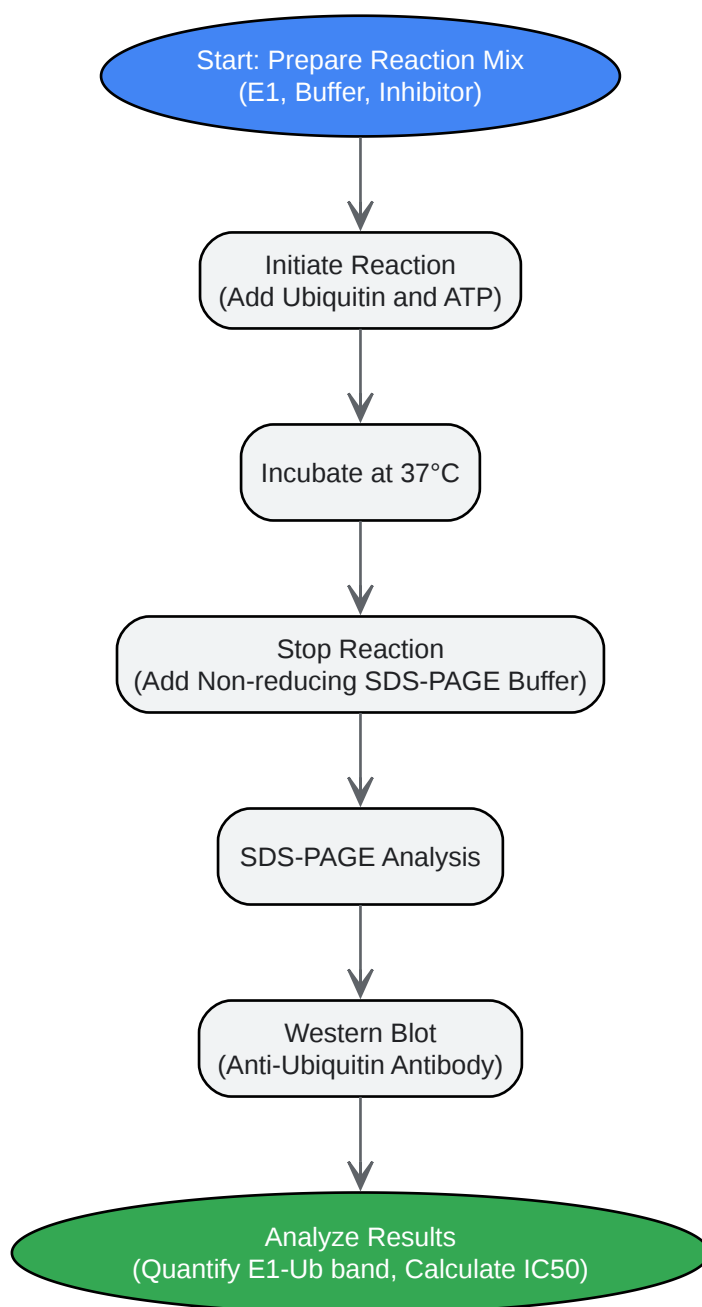 Start: Prepare Reaction Mix
(E1, Buffer, Inhibitor)
Initiate Reaction
(Add Ubiquitin and ATP)
Incubate at 37°C
Stop Reaction
(Add Non-reducing SDS-PAGE Buffer)
SDS-PAGE Analysis
Western Blot
(Anti-Ubiquitin Antibody)
Analyze Results
(Quantify E1-Ub band, Calculate IC50)